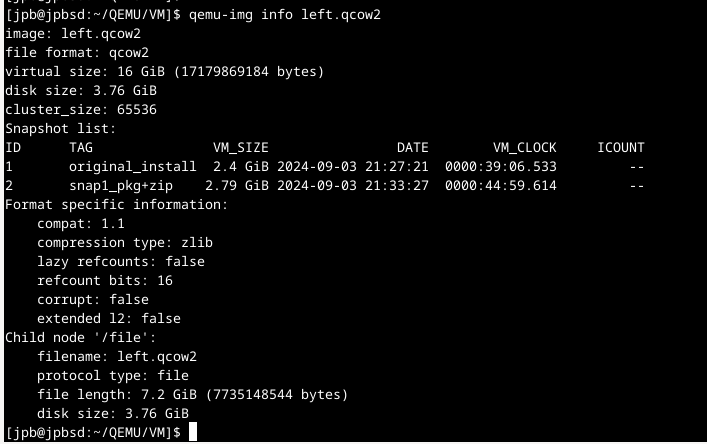 [jpb@jpbsd:~/QEMU/VM]$ qemu-img info left.qcow2
image: left.qcow2
file format: qcow2
virtual size: 16 GiB (17179869184 bytes)
disk size: 3.76 GiB
cluster_size: 65536
Snapshot list:
ID      TAG               VM_SIZE                DATE        VM_CLOCK     ICOUNT
1       original_install  2.4 GiB 2024-09-03 21:27:21  0000:39:06.533         --
2       snap1_pkg+zip    2.79 GiB 2024-09-03 21:33:27  0000:44:59.614         --
Format specific information:
    compat: 1.1
    compression type: zlib
    lazy refcounts: false
    refcount bits: 16
    corrupt: false
    extended l2: false
Child node '/file':
    filename: left.qcow2
    protocol type: file
    file length: 7.2 GiB (7735148544 bytes)
    disk size: 3.76 GiB
[jpb@jpbsd:~/QEMU/VM]$